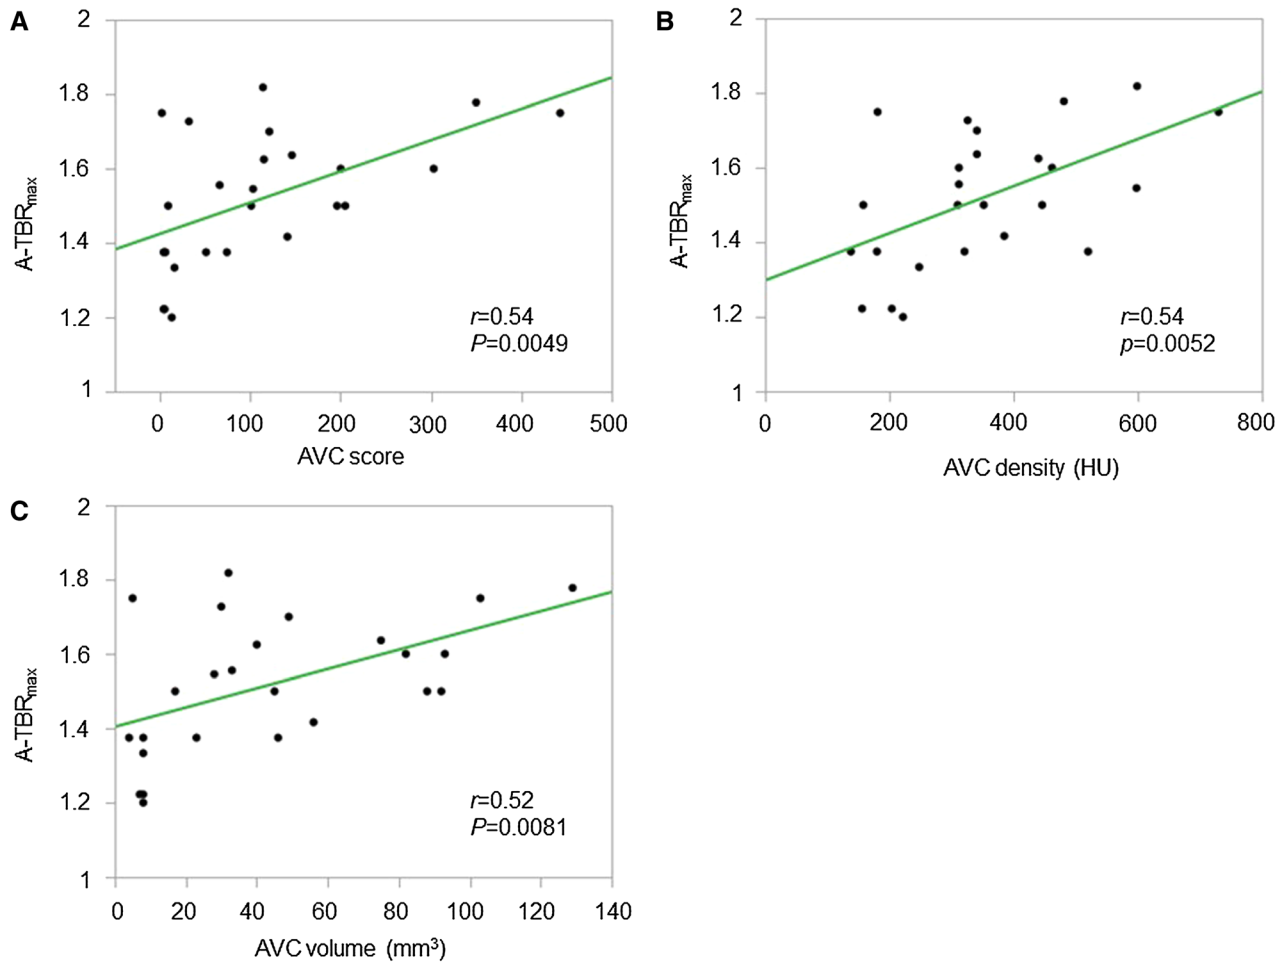 A
2
1.8
1.6
1.4
1.2
1
A-TBRmax
r=0.54
P=0.0049
0 100 200 300 400 500
AVC score
B
2
1.8
1.6
1.4
1.2
1
A-TBRmax
r=0.54
p=0.0052
0 200 400 600 800
AVC density (HU)
C
2
1.8
1.6
1.4
1.2
1
A-TBRmax
r=0.52
P=0.0081
0 20 40 60 80 100 120 140
AVC volume (mm³)